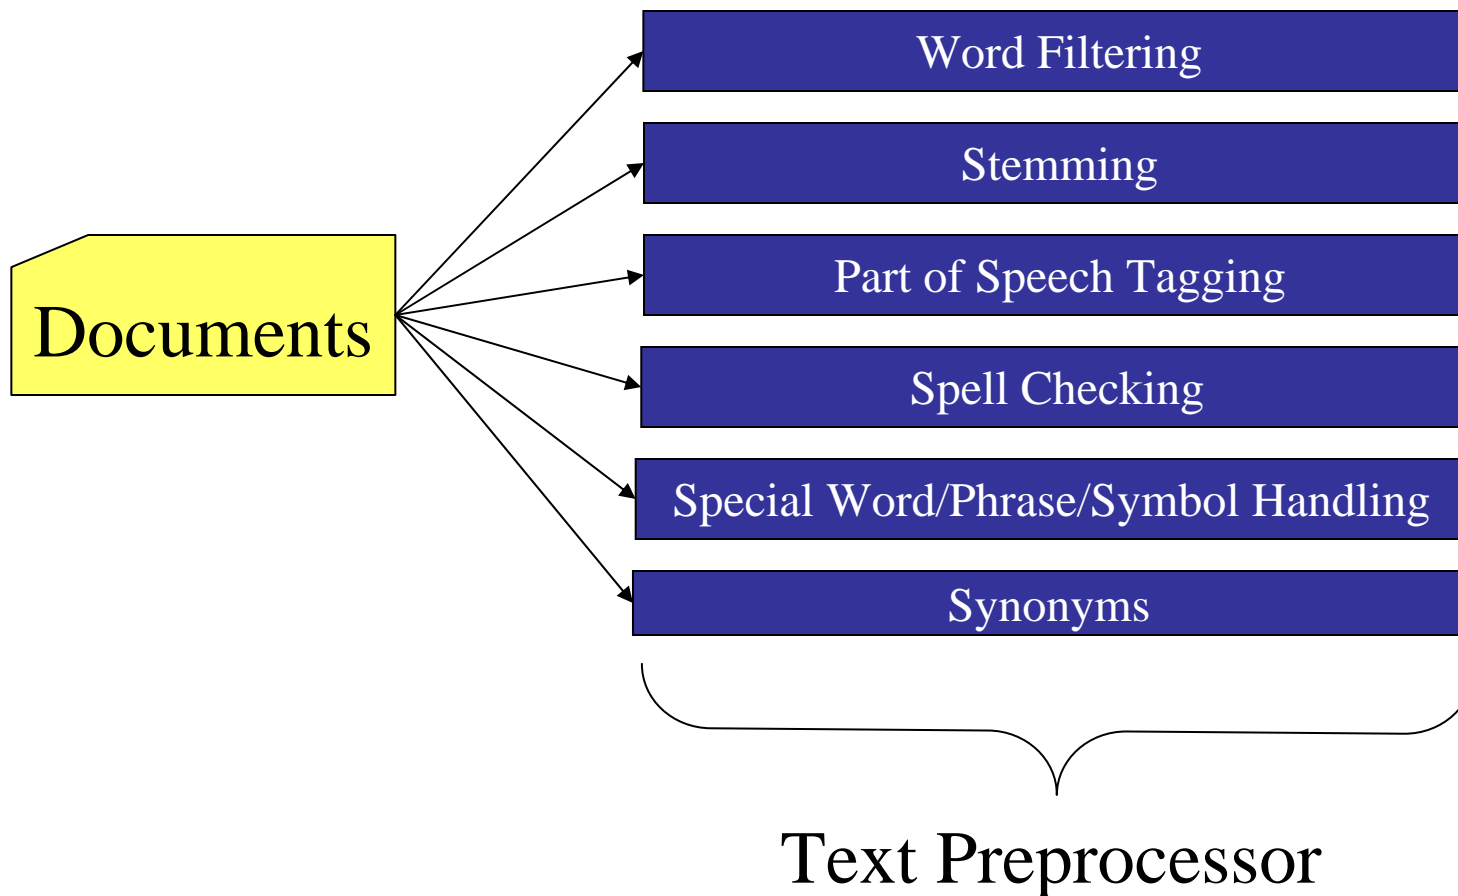 Word Filtering
Stemming
Part of Speech Tagging
Documents
Spell Checking
Special Word/Phrase/Symbol Handling
Synonyms
Text Preprocessor